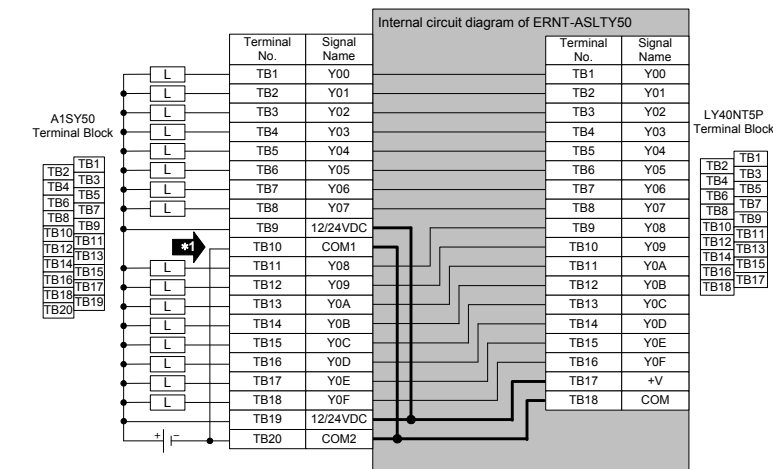 Internal circuit diagram of ERNT-ASLTY50
Terminal No. Signal Name
TB1 Y00
TB2 Y01
TB3 Y02
TB4 Y03
TB5 Y04
TB6 Y05
TB7 Y06
TB8 Y07
TB9 12/24VDC
TB10 COM1
TB11 Y08
TB12 Y09
TB13 Y0A
TB14 Y0B
TB15 Y0C
TB16 Y0D
TB17 Y0E
TB18 Y0F
TB19 12/24VDC
TB20 COM2
L
L
L
L
L
L
L
L
*1
L
L
L
L
L
L
L
L
+ −
Terminal No. Signal Name
TB1 Y00
TB2 Y01
TB3 Y02
TB4 Y03
TB5 Y04
TB6 Y05
TB7 Y06
TB8 Y07
TB9 Y08
TB10 Y09
TB11 Y0A
TB12 Y0B
TB13 Y0C
TB14 Y0D
TB15 Y0E
TB16 Y0F
TB17 +V
TB18 COM
A1SY50
Terminal Block
TB1
TB2
TB3
TB4
TB5
TB6
TB7
TB8
TB9
TB10
TB11
TB12
TB13
TB14
TB15
TB16
TB17
TB18
TB19
TB20
LY40NT5P
Terminal Block
TB1
TB2
TB3
TB4
TB5
TB6
TB7
TB8
TB9
TB10
TB11
TB12
TB13
TB14
TB15
TB16
TB17
TB18